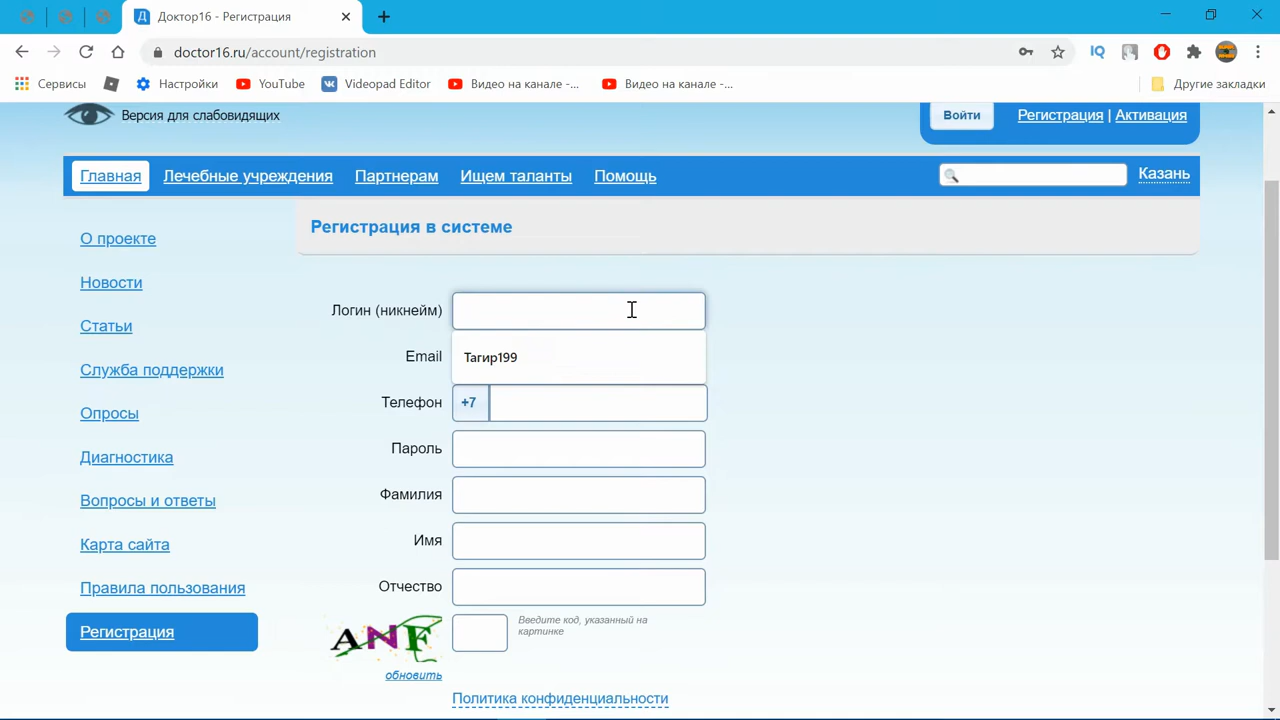 Доктор16 - Регистрация
doctor16.ru/account/registration
IQ
Сервисы
Настройки
YouTube
Videopad Editor
Видео на канале -...
Видео на канале -...
Другие закладки
Версия для слабовидящих
Войти
Регистрация | Активация
Главная
Лечебные учреждения
Партнерам
Ищем таланты
Помощь
Казань
О проекте
Новости
Статьи
Служба поддержки
Опросы
Диагностика
Вопросы и ответы
Карта сайта
Правила пользования
Регистрация
Регистрация в системе
Логин (никнейм)
Тагир199
Email
Телефон
+7
Пароль
Фамилия
Имя
Отчество
ANF
Введите код, указанный на
картинке
обновить
Политика конфиденциальности